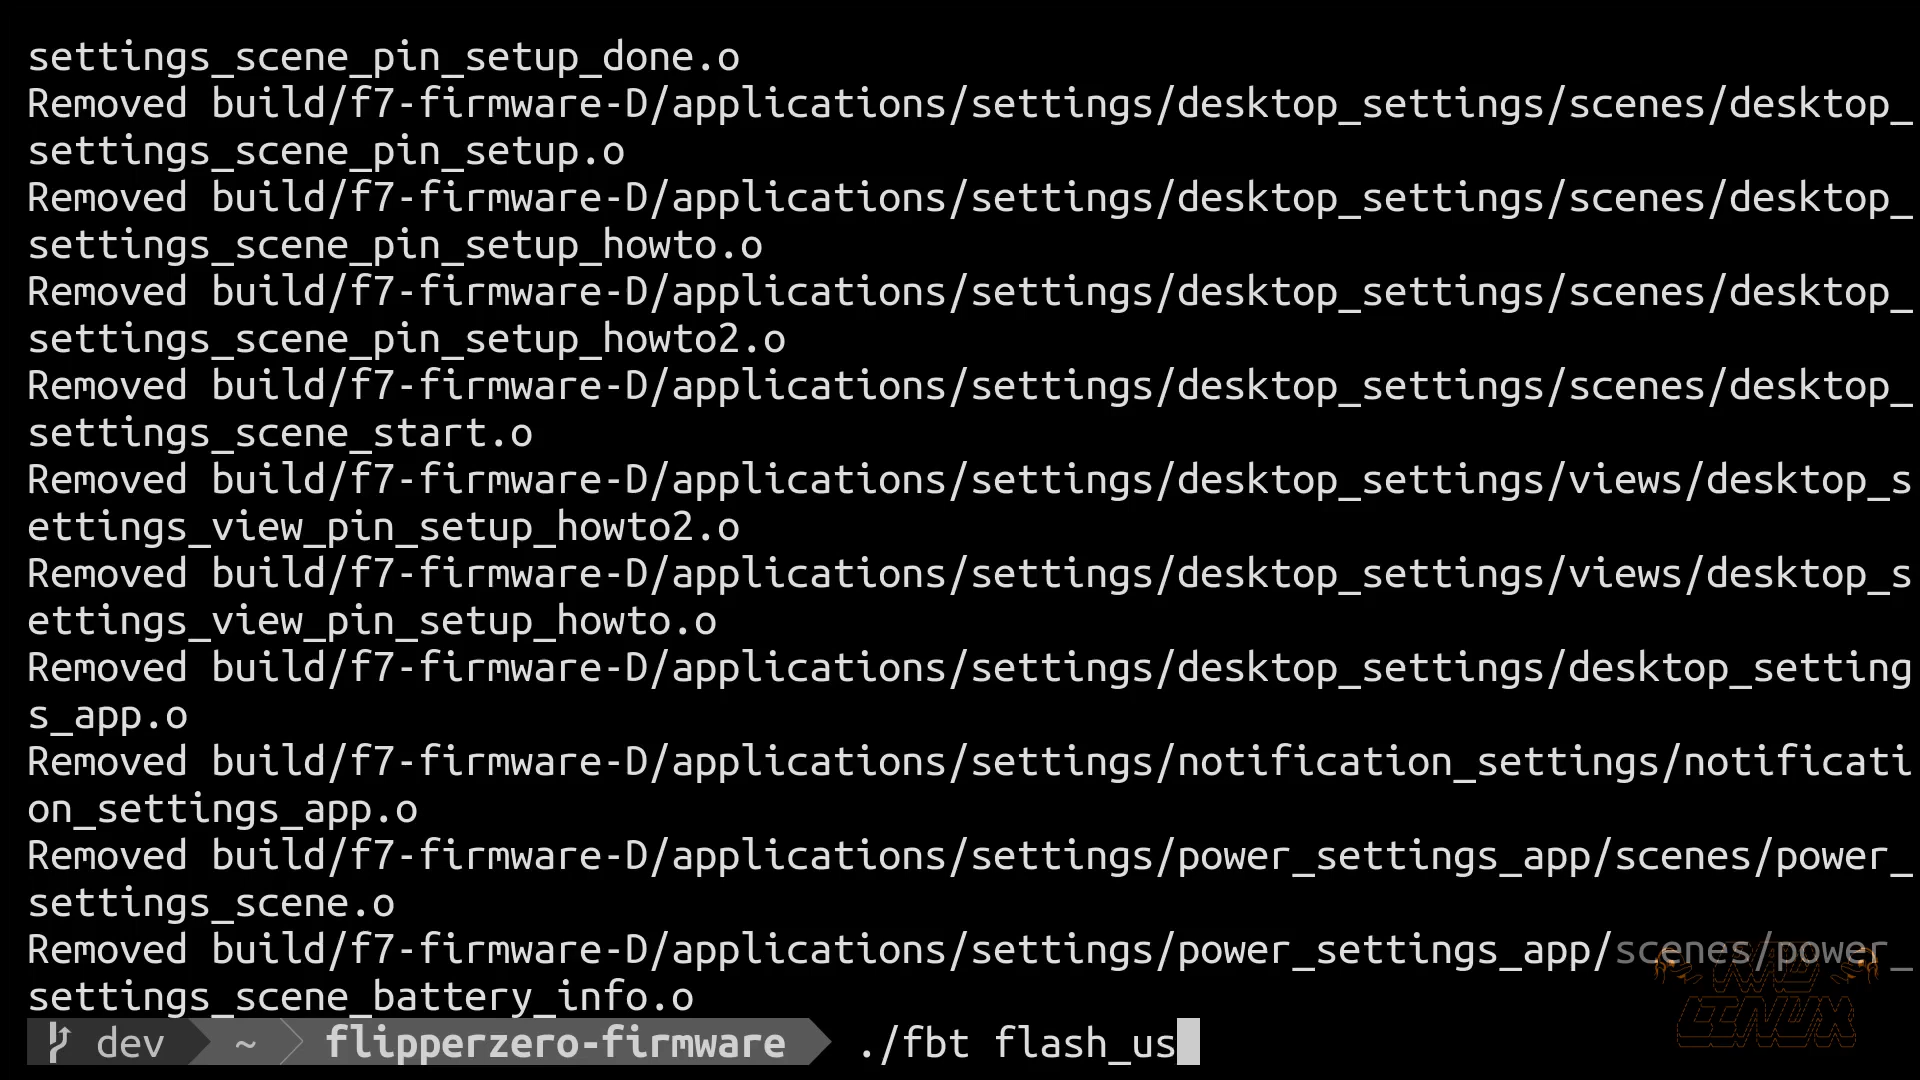 settings_scene_pin_setup_done.o
Removed build/f7-firmware-D/applications/settings/desktop_settings/scenes/desktop_
settings_scene_pin_setup.o
Removed build/f7-firmware-D/applications/settings/desktop_settings/scenes/desktop_
settings_scene_pin_setup_howto.o
Removed build/f7-firmware-D/applications/settings/desktop_settings/scenes/desktop_
settings_scene_pin_setup_howto2.o
Removed build/f7-firmware-D/applications/settings/desktop_settings/scenes/desktop_
settings_scene_start.o
Removed build/f7-firmware-D/applications/settings/desktop_settings/views/desktop_s
ettings_view_pin_setup_howto2.o
Removed build/f7-firmware-D/applications/settings/desktop_settings/views/desktop_s
ettings_view_pin_setup_howto.o
Removed build/f7-firmware-D/applications/settings/desktop_settings/desktop_setting
s_app.o
Removed build/f7-firmware-D/applications/settings/notification_settings/notificati
on_settings_app.o
Removed build/f7-firmware-D/applications/settings/power_settings_app/scenes/power_
settings_scene.o
Removed build/f7-firmware-D/applications/settings/power_settings_app/scenes/power_
settings_scene_battery_info.o
dev ~ flipperzero-firmware ./fbt flash_us